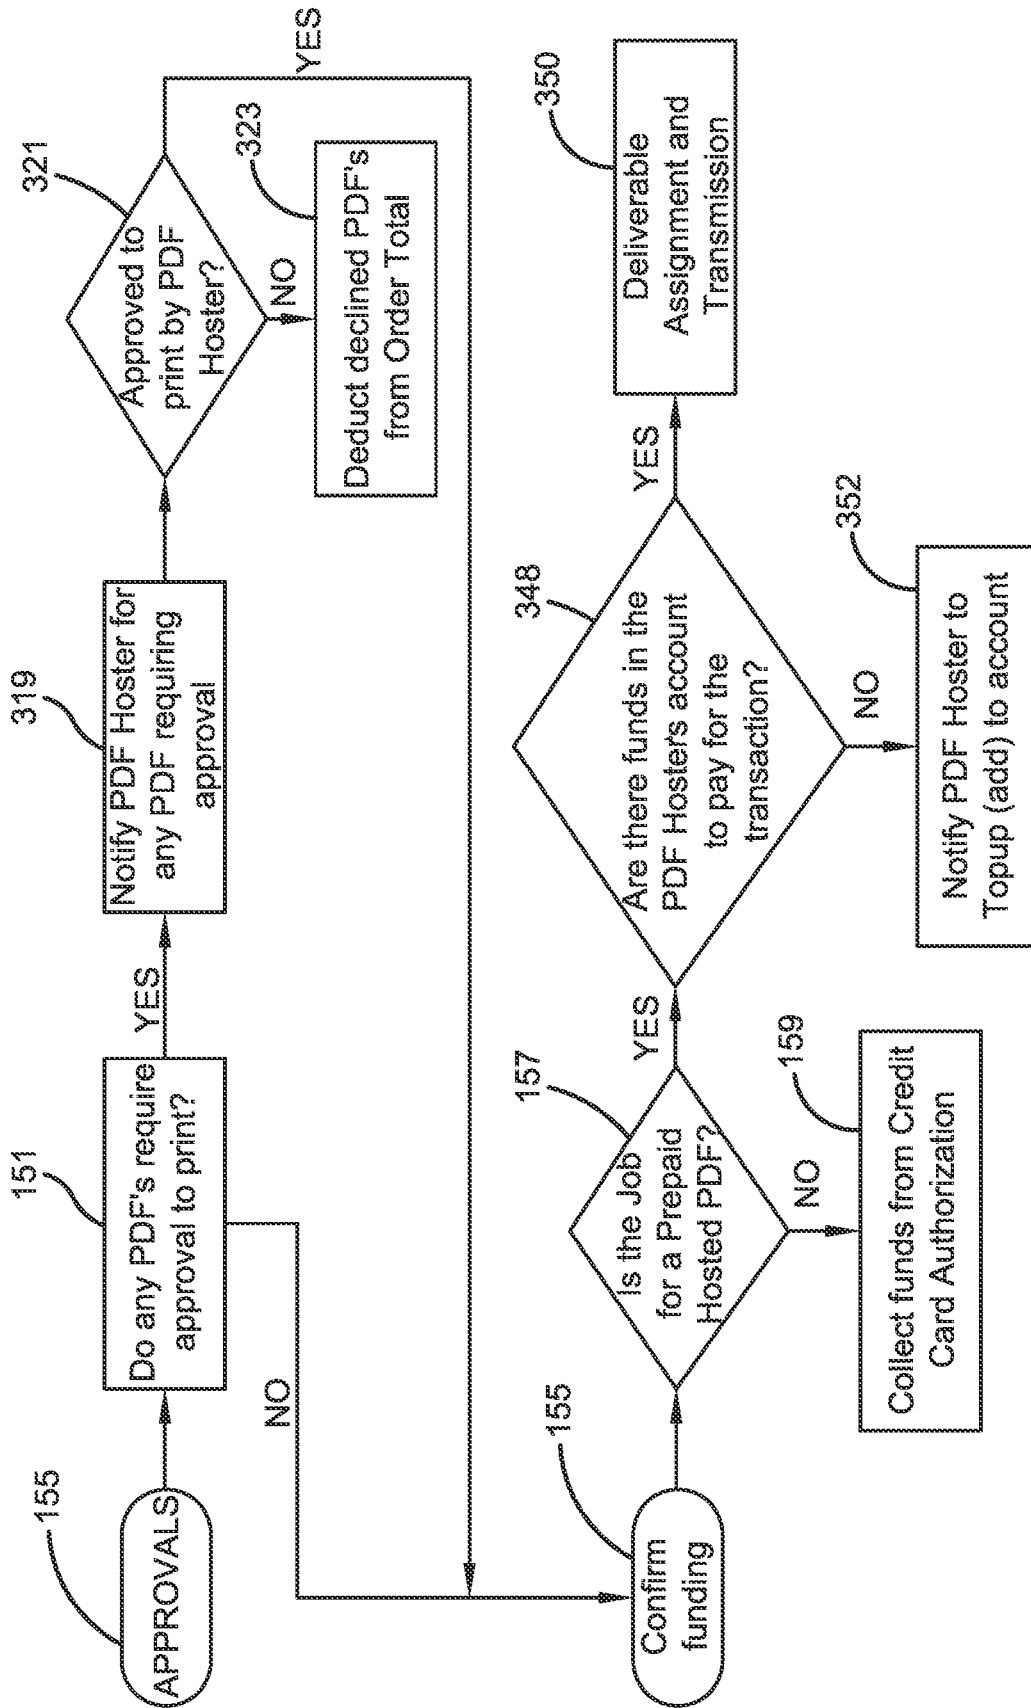 155
APPROVALS
151
Do any PDF's require
approval to print?
YES
NO
319
Notify PDF Hoster for
any PDF requiring
approval
321
Approved to
print by PDF
Hoster?
YES
NO
323
Deduct declined PDF's
from Order Total
155
Confirm
funding
157
Is the Job
for a Prepaid
Hosted PDF?
YES
NO
159
Collect funds from Credit
Card Authorization
348
Are there funds in the
PDF Hosters account
to pay for the
transaction?
YES
NO
352
Notify PDF Hoster to
Topup (add) to account
350
Deliverable
Assignment and
Transmission